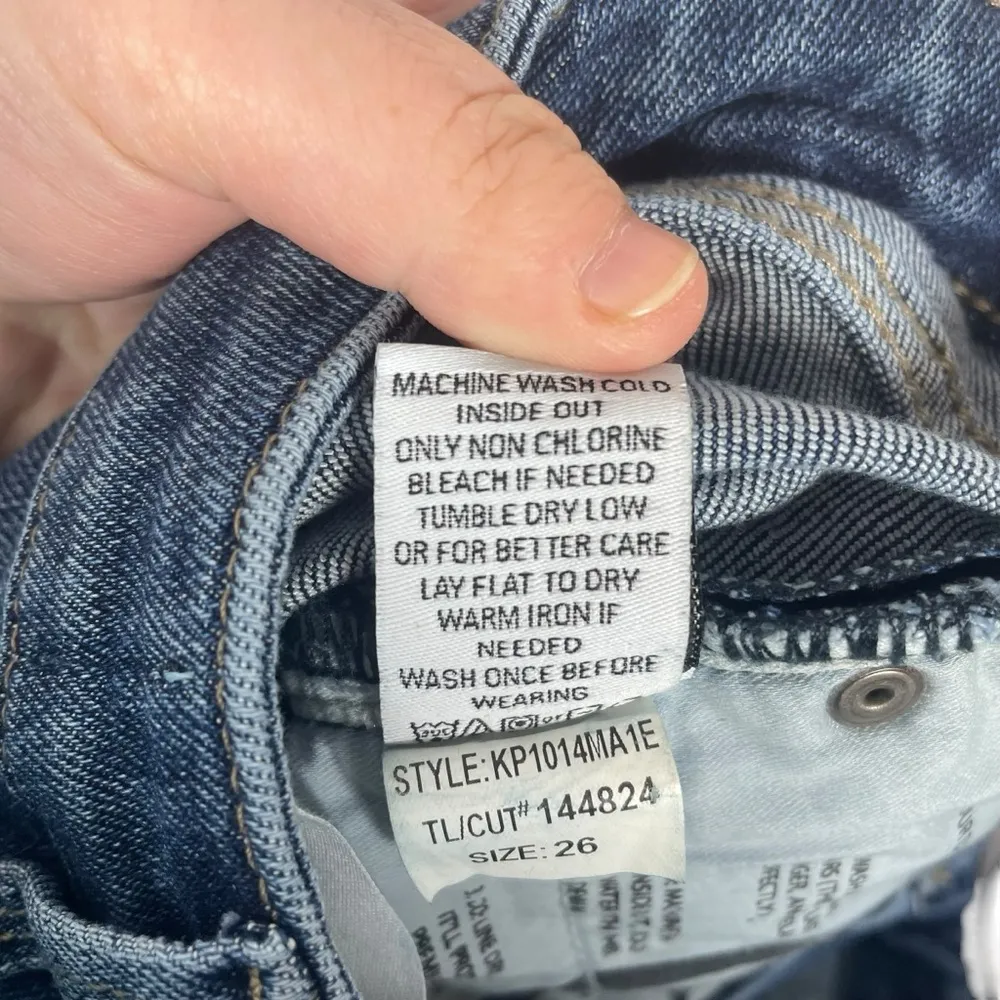 MACHINE WASH COLD
INSIDE OUT
ONLY NON CHLORINE
BLEACH IF NEEDED
TUMBLE DRY LOW
OR FOR BETTER CARE
LAY FLAT TO DRY
WARM IRON IF
NEEDED
WASH ONCE BEFORE
WEARING
or
STYLE:KP1014MA1E
TL/CUT# 144824
SIZE: 26